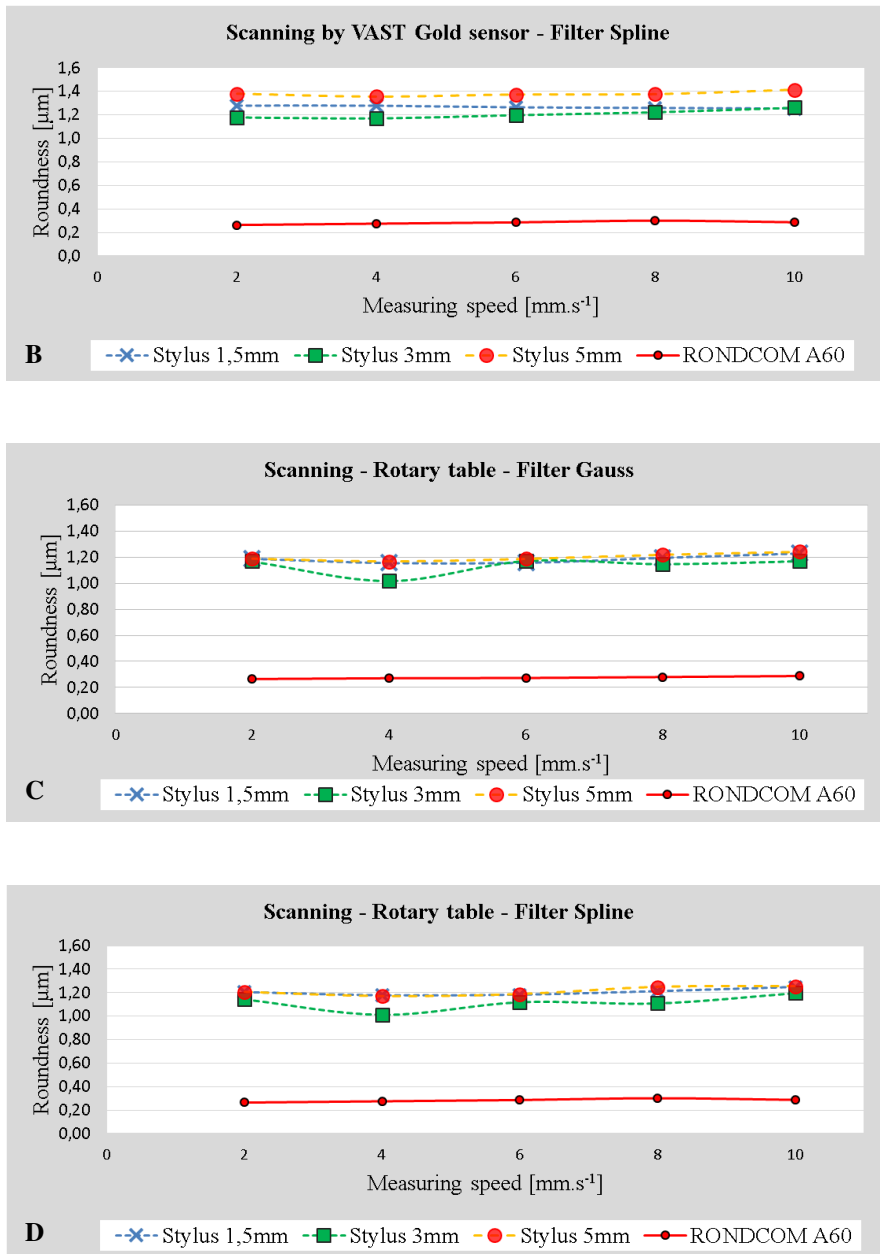 Scanning by VAST Gold sensor - Filter Spline
Roundness [µm]
1,6
1,4
1,2
1,0
0,8
0,6
0,4
0,2
0,0
0 2 4 6 8 10
Measuring speed [mm.s⁻¹]
B
Stylus 1,5mm Stylus 3mm Stylus 5mm RONDCOM A60
Scanning - Rotary table - Filter Gauss
Roundness [µm]
1,60
1,40
1,20
1,00
0,80
0,60
0,40
0,20
0,00
0 2 4 6 8 10
Measuring speed [mm.s⁻¹]
C
Stylus 1,5mm Stylus 3mm Stylus 5mm RONDCOM A60
Scanning - Rotary table - Filter Spline
Roundness [µm]
1,60
1,40
1,20
1,00
0,80
0,60
0,40
0,20
0,00
0 2 4 6 8 10
Measuring speed [mm.s⁻¹]
D
Stylus 1,5mm Stylus 3mm Stylus 5mm RONDCOM A60